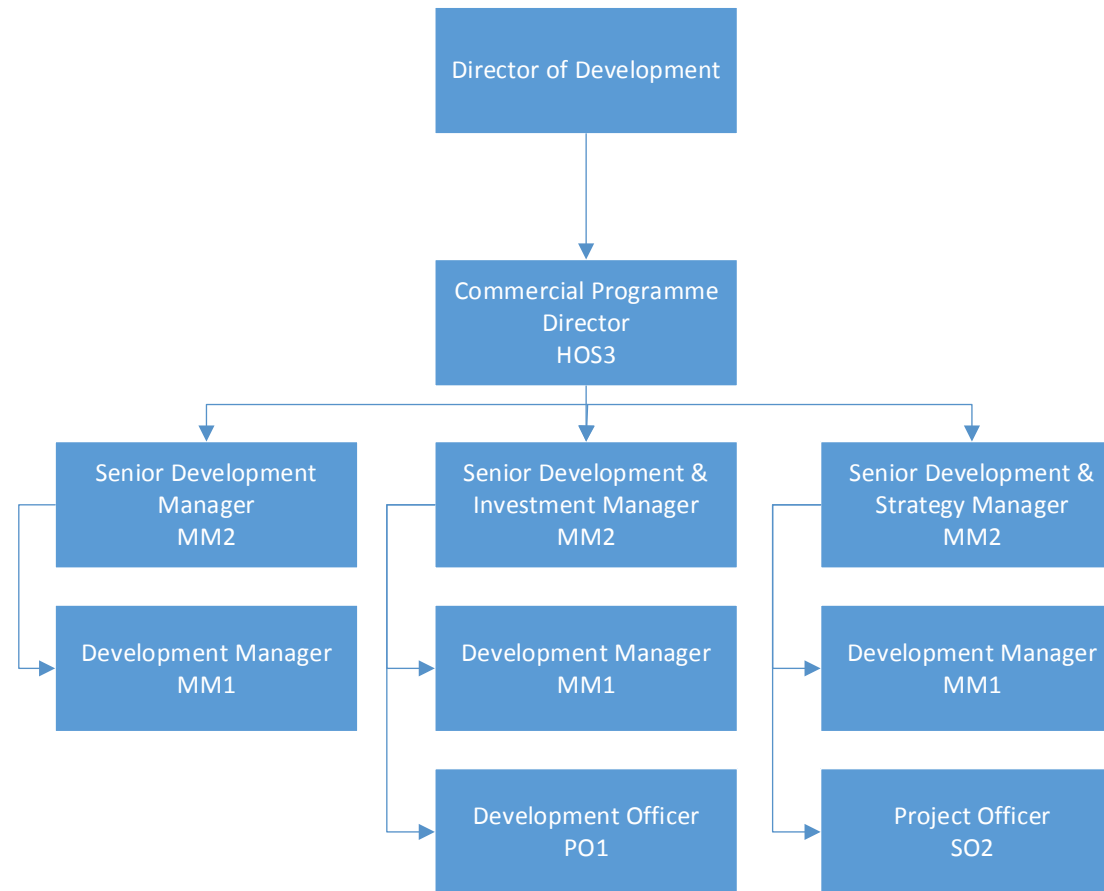 Director of Development
Commercial Programme
Director
HOS3
Senior Development
Manager
MM2
Senior Development &
Investment Manager
MM2
Senior Development &
Strategy Manager
MM2
Development Manager
MM1
Development Manager
MM1
Development Manager
MM1
Development Officer
PO1
Project Officer
SO2